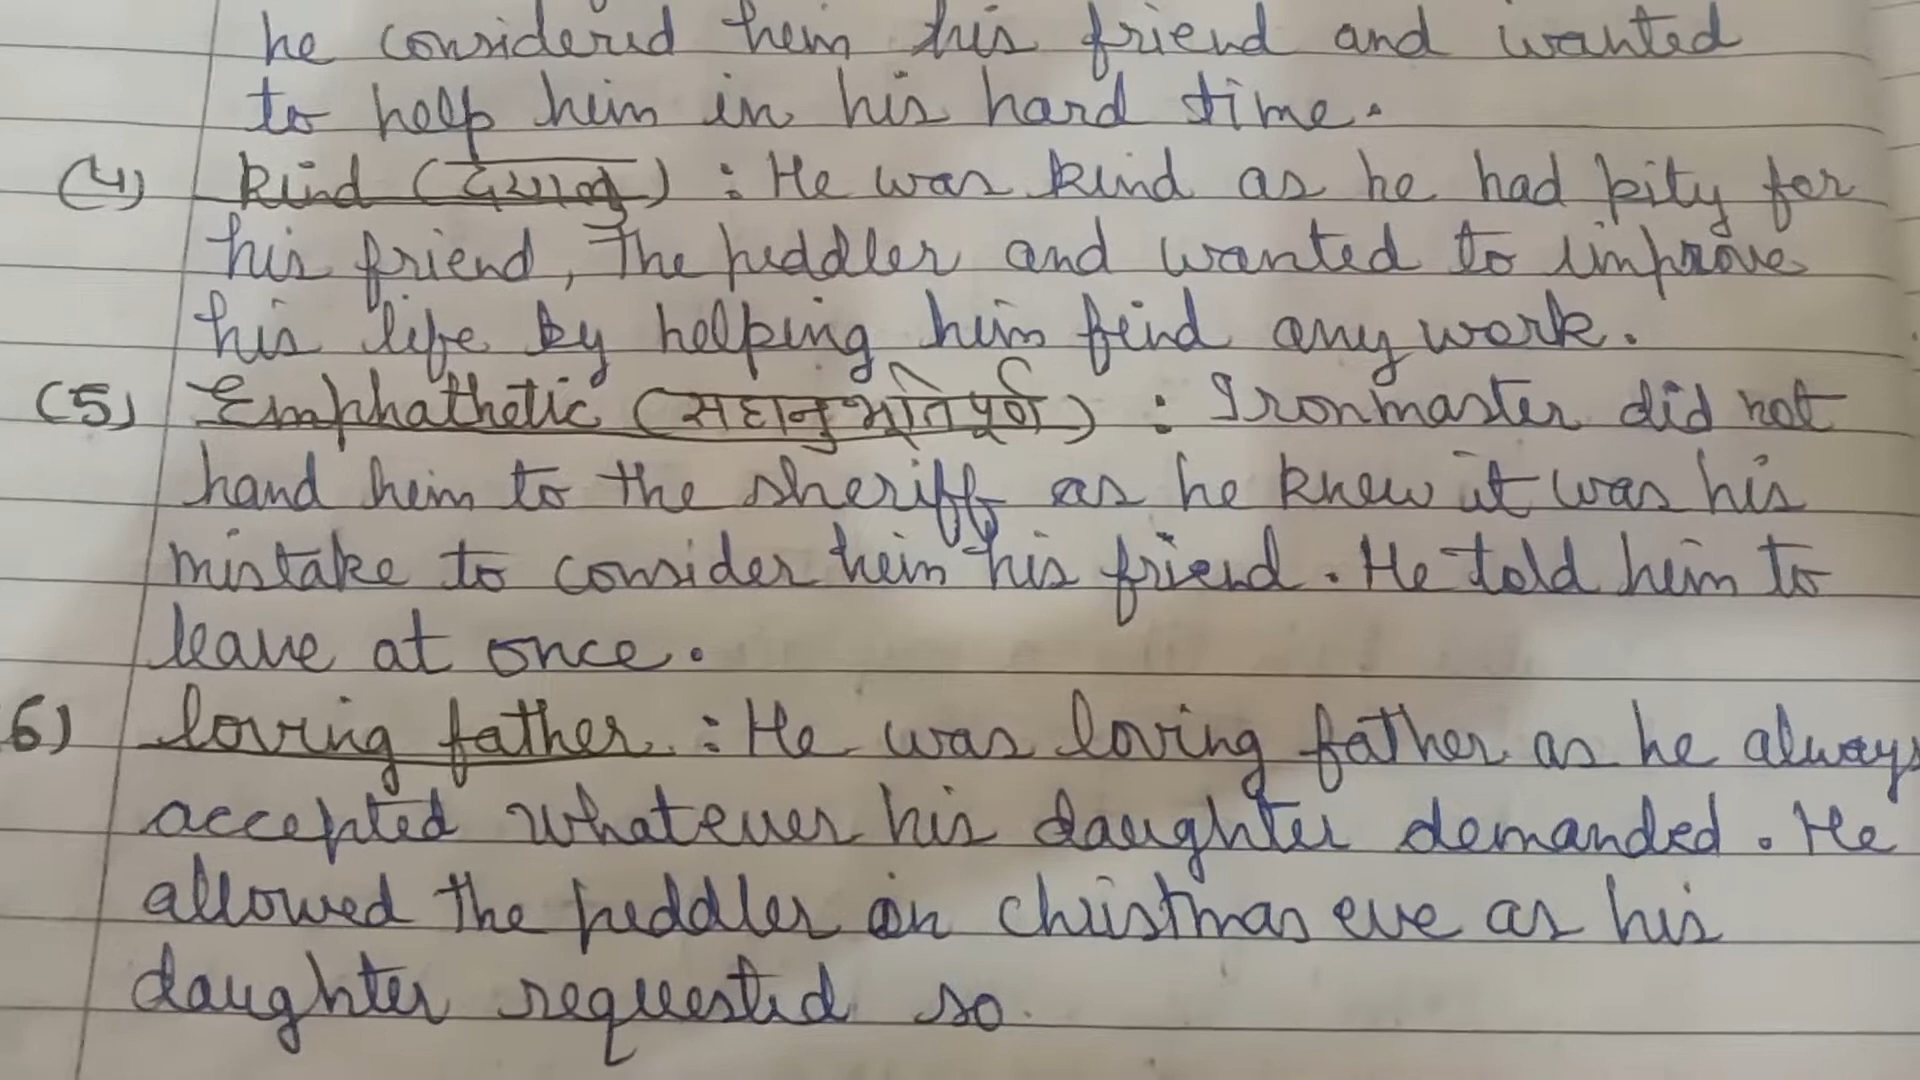 he considered him his friend and wanted
to help him in his hard time.
(4) Kind (दयालु) : He was kind as he had pity for
his friend, The peddler and wanted to improve
his life by helping him find any work.
(5) Emphathetic (सहानुभोतिपूर्ण) : Ironmaster did not
hand him to the sheriff as he knew it was his
mistake to consider him his friend. He told him to
leave at once.
6) loving father : He was loving father as he always
accepted whatever his daughter demanded. He
allowed the peddler on christmas eve as his
daughter requested so.